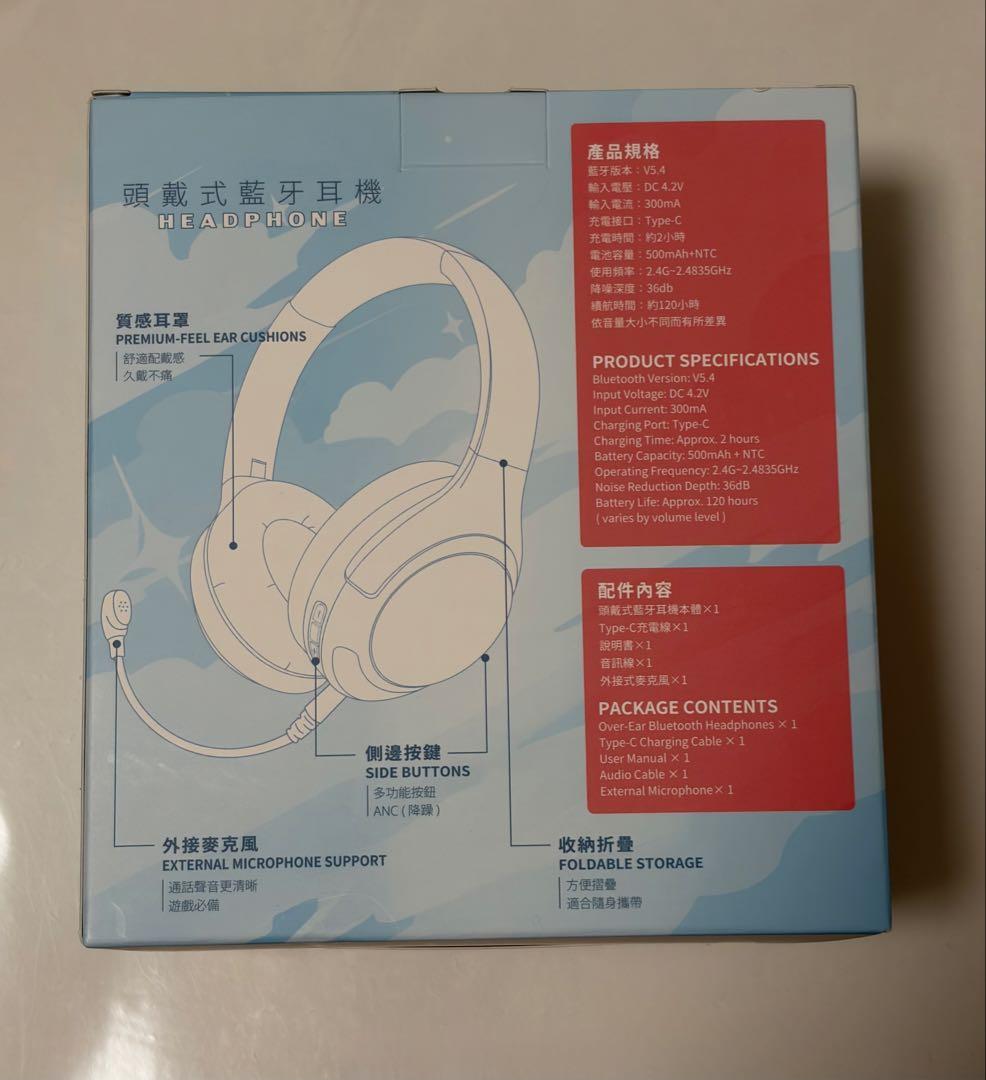 頭戴式藍牙耳機
HEADPHONE
質感耳罩
PREMIUM-FEEL EAR CUSHIONS
舒適配戴感
久戴不痛
側邊按鍵
SIDE BUTTONS
多功能按鈕
ANC(降躁)
外接麥克風
EXTERNAL MICROPHONE SUPPORT
通話聲音更清晰
遊戲必備
收納折疊
FOLDABLE STORAGE
方便摺疊
適合隨身攜帶
產品規格
藍牙版本：V5.4
輸入電壓：DC 4.2V
輸入電流：300mA
充電接口：Type-C
充電時間：約2小時
電池容量：500mAh+NTC
使用頻率：2.4G~2.4835GHz
降噪深度：36db
續航時間：約120小時
依音量大小不同而有所差異
PRODUCT SPECIFICATIONS
Bluetooth Version: V5.4
Input Voltage: DC 4.2V
Input Current: 300mA
Charging Port: Type-C
Charging Time: Approx. 2 hours
Battery Capacity: 500mAh + NTC
Operating Frequency: 2.4G~2.4835GHz
Noise Reduction Depth: 36dB
Battery Life: Approx. 120 hours
( varies by volume level )
配件內容
頭戴式藍牙耳機本體×1
Type-C充電線×1
說明書×1
音訊線×1
外接式麥克風×1
PACKAGE CONTENTS
Over-Ear Bluetooth Headphones × 1
Type-C Charging Cable × 1
User Manual × 1
Audio Cable × 1
External Microphone× 1